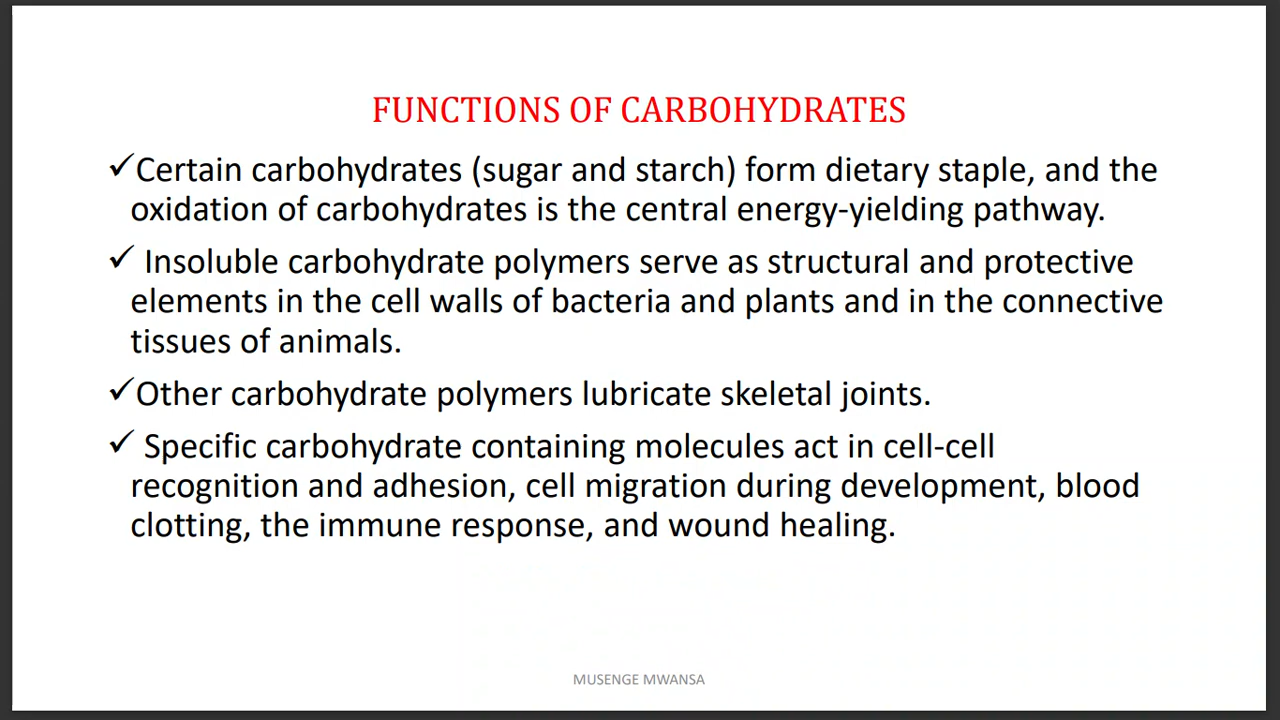 FUNCTIONS OF CARBOHYDRATES
✓Certain carbohydrates (sugar and starch) form dietary staple, and the
oxidation of carbohydrates is the central energy-yielding pathway.
✓ Insoluble carbohydrate polymers serve as structural and protective
elements in the cell walls of bacteria and plants and in the connective
tissues of animals.
✓Other carbohydrate polymers lubricate skeletal joints.
✓ Specific carbohydrate containing molecules act in cell-cell
recognition and adhesion, cell migration during development, blood
clotting, the immune response, and wound healing.
MUSENGE MWANSA